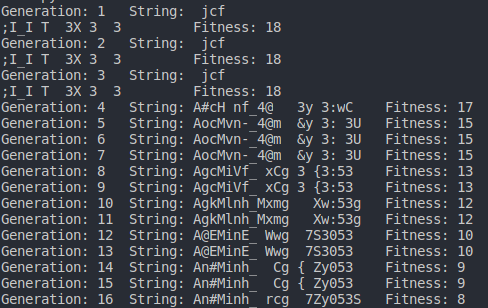 Generation: 1   String:  jcf
;I_I T  3X 3  3         Fitness: 18
Generation: 2   String:  jcf
;I_I T  3X 3  3         Fitness: 18
Generation: 3   String:  jcf
;I_I T  3X 3  3         Fitness: 18
Generation: 4   String: A#cH nf_4@   3y 3:wC    Fitness: 17
Generation: 5   String: AocMvn-_4@m  &y 3: 3U   Fitness: 15
Generation: 6   String: AocMvn-_4@m  &y 3: 3U   Fitness: 15
Generation: 7   String: AocMvn-_4@m  &y 3: 3U   Fitness: 15
Generation: 8   String: AgcMiVf_ xCg 3 {3:53    Fitness: 13
Generation: 9   String: AgcMiVf_ xCg 3 {3:53    Fitness: 13
Generation: 10  String: AgkMlnh_Mxmg   Xw:53g   Fitness: 12
Generation: 11  String: AgkMlnh_Mxmg   Xw:53g   Fitness: 12
Generation: 12  String: A@EMinE_ Wwg  7S3053    Fitness: 10
Generation: 13  String: A@EMinE_ Wwg  7S3053    Fitness: 10
Generation: 14  String: An#Minh_  Cg { Zy053    Fitness: 9
Generation: 15  String: An#Minh_  Cg { Zy053    Fitness: 9
Generation: 16  String: An#Minh_ rcg  7Zy053S   Fitness: 8